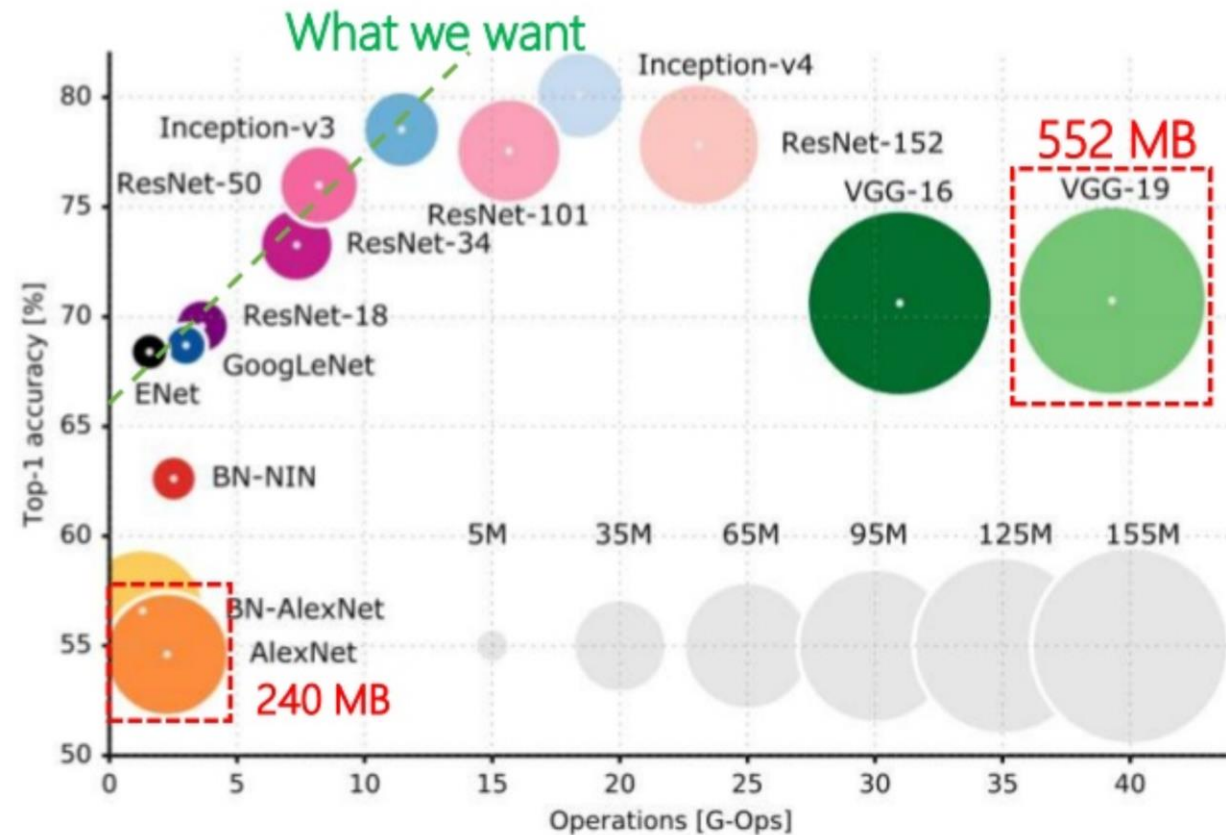 What we want
Inception-v4
80
Inception-v3
ResNet-152
552 MB
ResNet-50
VGG-16
VGG-19
75
ResNet-101
ResNet-34
70
ResNet-18
GoogLeNet
ENet
65
BN-NIN
60
5M 35M 65M 95M 125M 155M
BN-AlexNet
55
AlexNet
240 MB
50
0 5 10 15 20 25 30 35 40
Operations [G-Ops]
Top-1 accuracy [%]